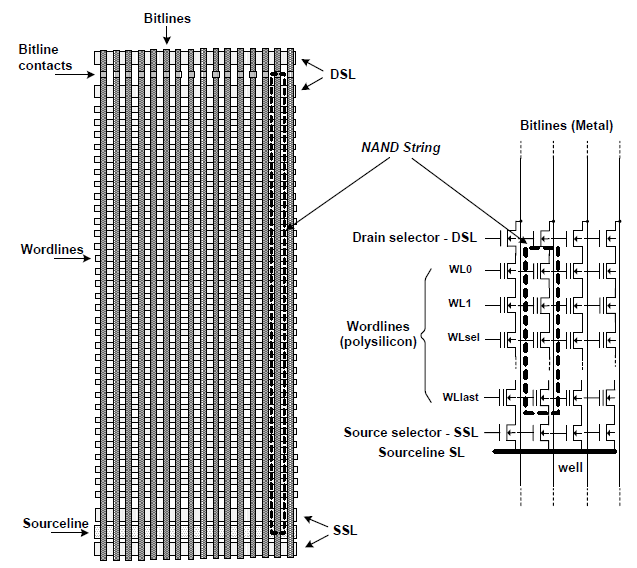 Bitlines
Bitline
contacts
DSL
Wordlines
Sourceline
SSL
NAND String
Bitlines (Metal)
Drain selector - DSL
WL0
WL1
Wordlines
(polysilicon)
WLsel
WLlast
Source selector - SSL
Sourceline SL
well